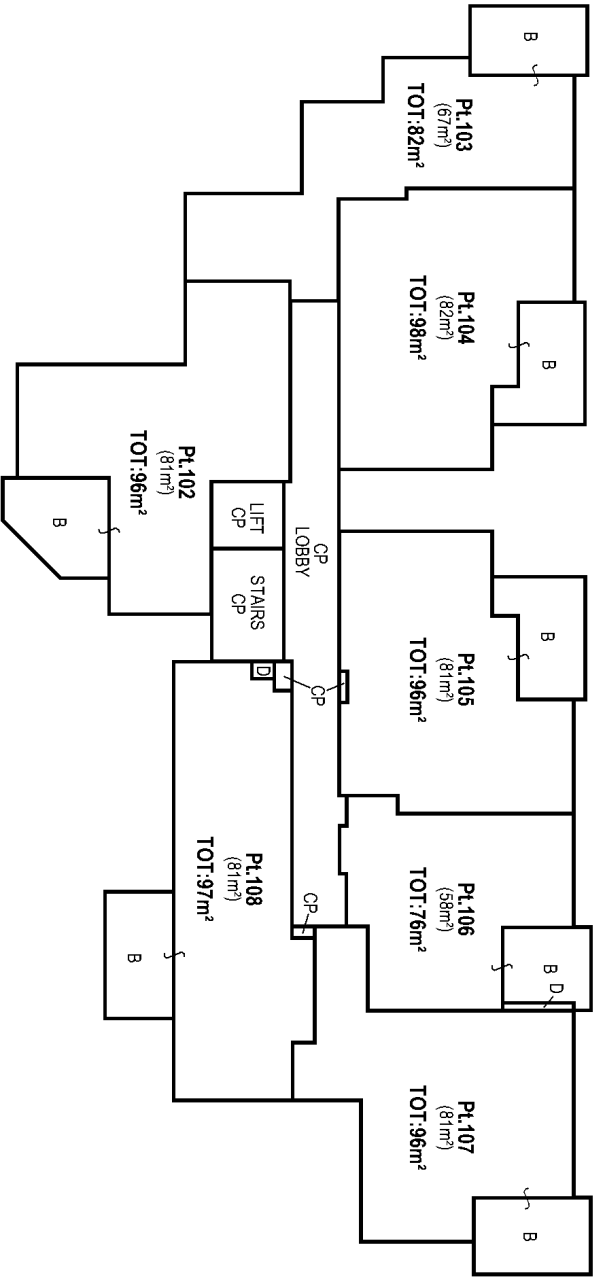 B
Pt.103
(67m²)
TOT:82m²
Pt.104
(82m²)
TOT:98m²
B
Pt.102
(81m²)
TOT:96m²
B
LIFT
CP
CP
LOBBY
STAIRS
CP
B
Pt.105
(81m²)
TOT:96m²
D
CP
Pt.108
(81m²)
TOT:97m²
B
CP
Pt.106
(58m²)
TOT:76m²
B
D
Pt.107
(81m²)
TOT:96m²
B